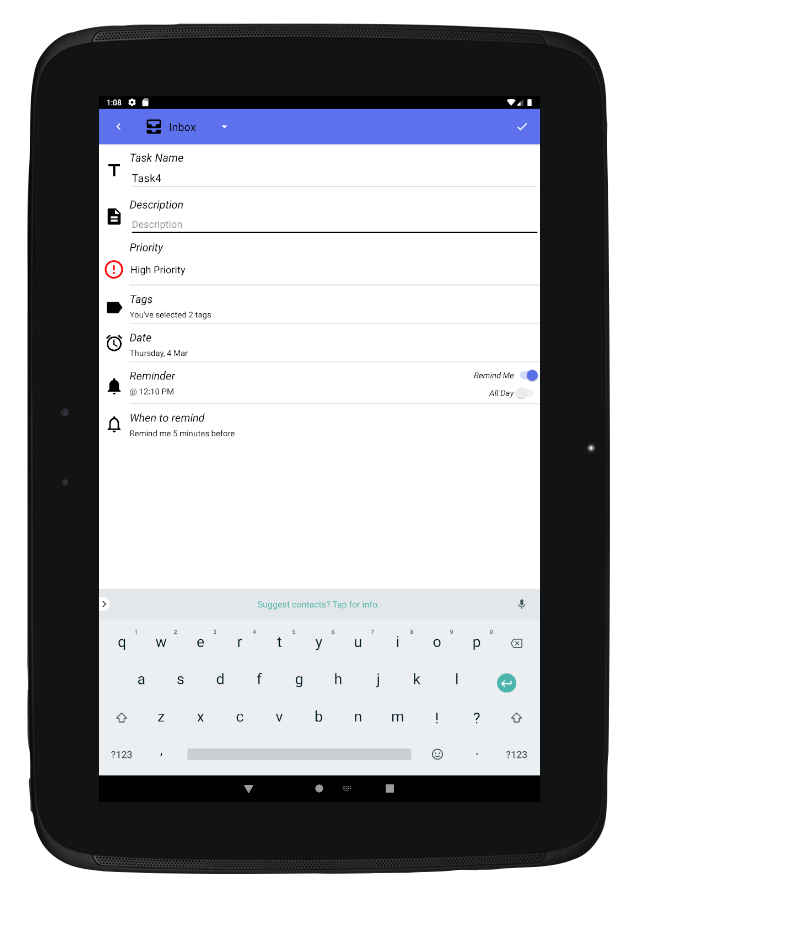 1:08
Inbox
Task Name
Task4
Description
Description
Priority
High Priority
Tags
You've selected 2 tags
Date
Thursday, 4 Mar
Reminder
Remind Me
@ 12:10 PM
All Day
When to remind
Remind me 5 minutes before
Suggest contacts? Tap for info.
q 1 w 2 e 3 r 4 t 5 y 6 u 7 i 8 o 9 p 0
a s d f g h j k l
z x c v b n m ! ?
?123 , . ?123